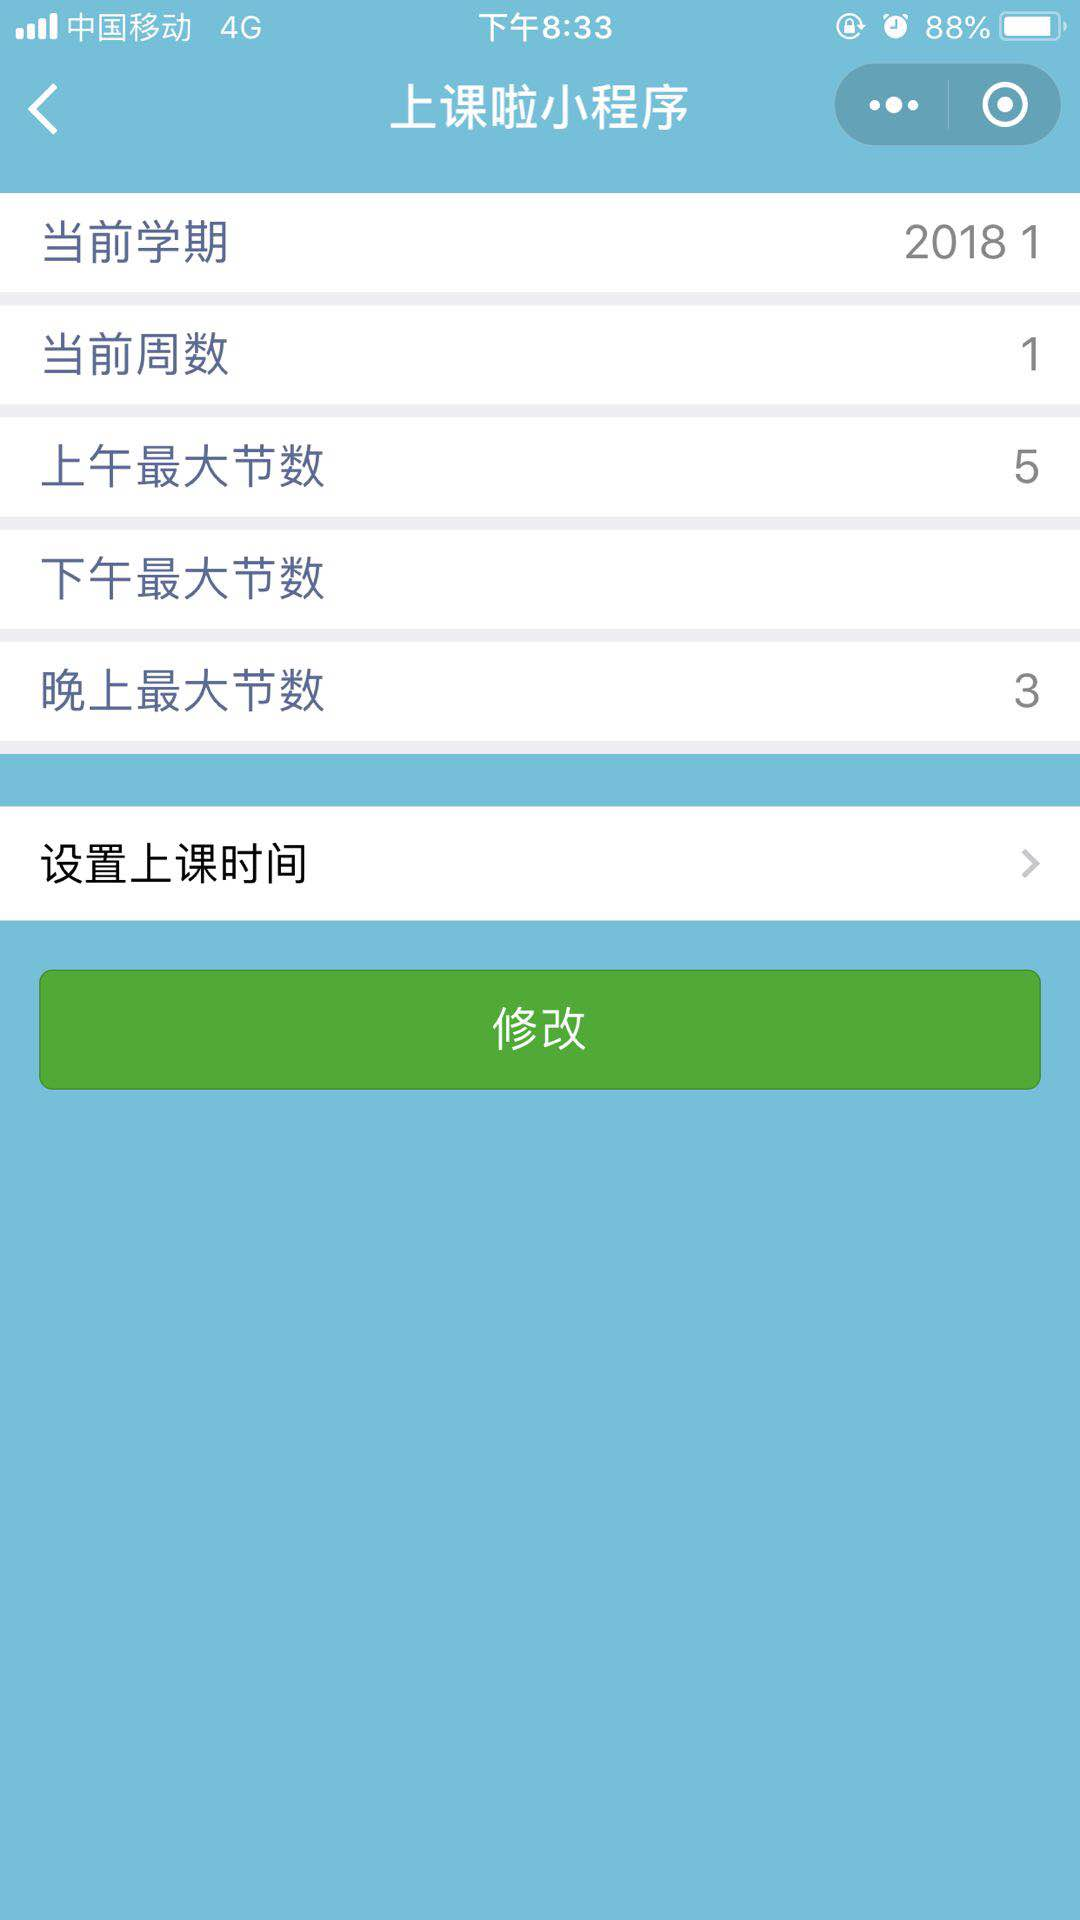 中国移动 4G 下午8:33 88%
上课啦小程序
当前学期 2018 1
当前周数 1
上午最大节数 5
下午最大节数
晚上最大节数 3
设置上课时间
修改